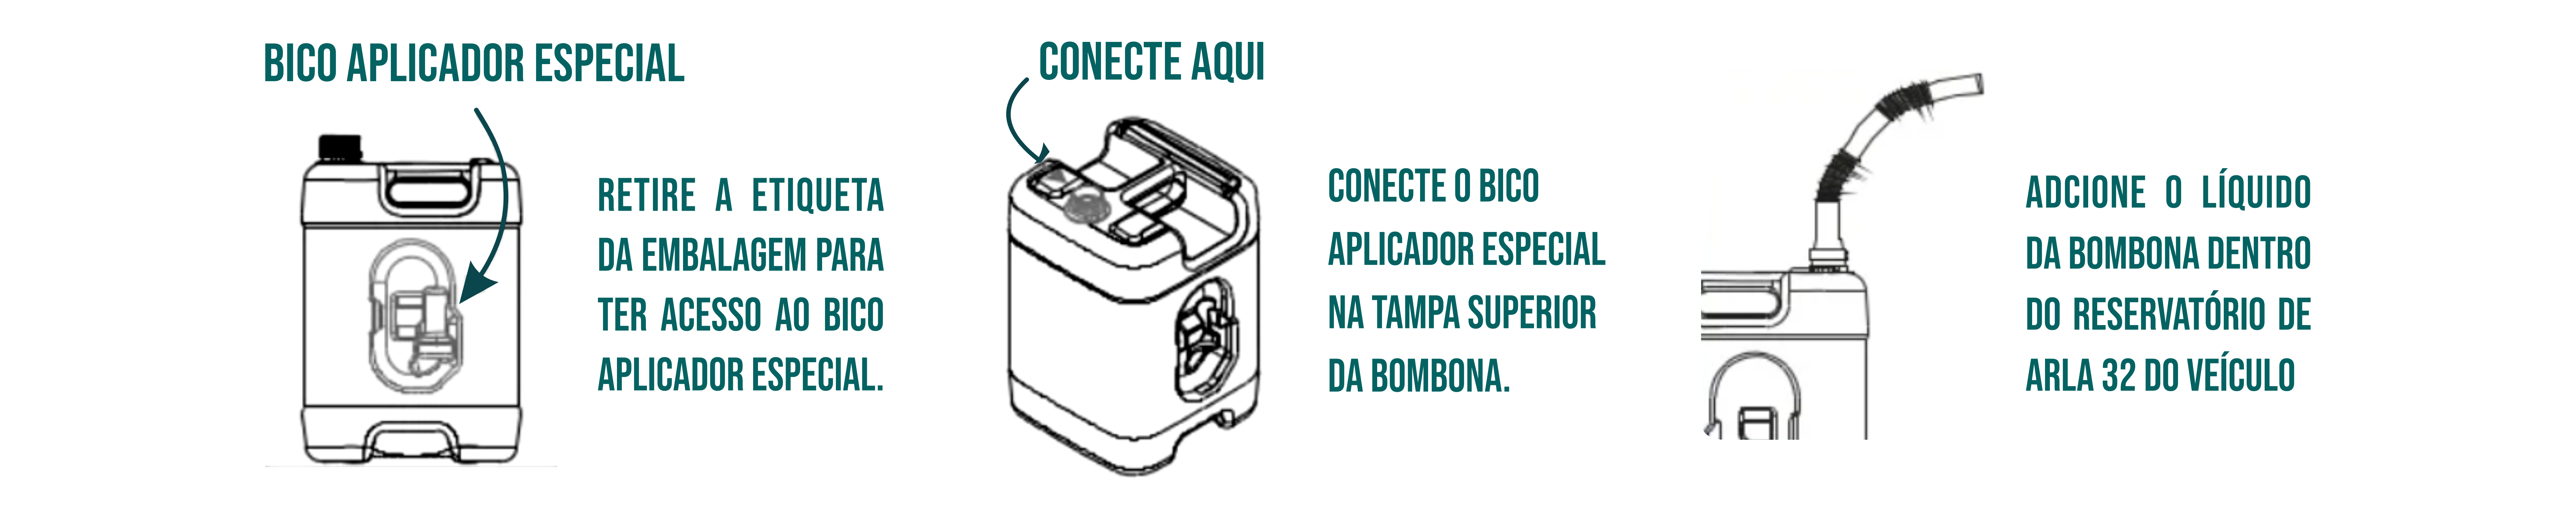 BICO APLICADOR ESPECIAL
RETIRE A ETIQUETA
DA EMBALAGEM PARA
TER ACESSO AO BICO
APLICADOR ESPECIAL.
CONECTE AQUI
CONECTE O BICO
APLICADOR ESPECIAL
NA TAMPA SUPERIOR
DA BOMBONA.
ADCIONE O LÍQUIDO
DA BOMBONA DENTRO
DO RESERVATÓRIO DE
ARLA 32 DO VEÍCULO